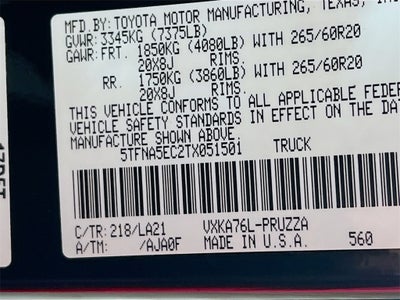 MFD BY: TOYOTA MOTOR MANUFACTURING, TEXAS,
GVWR: 3345KG (7375LB)
GAWR: FRT. 1850KG (4080LB) WITH 265/60R20
20X8J RIMS.
RR. 1750KG (3860LB) WITH 265/60R20
20X8J RIMS.
THIS VEHICLE CONFORMS TO ALL APPLICABLE FEDERAL
VEHICLE SAFETY STANDARDS IN EFFECT ON THE DATE
MANUFACTURE SHOWN ABOVE.
5TFNA5EC2TX051501 TRUCK
C/TR: 218/LA21 VXKA76L-PRUZZA
A/TM: /AJA0F MADE IN U.S.A. 560